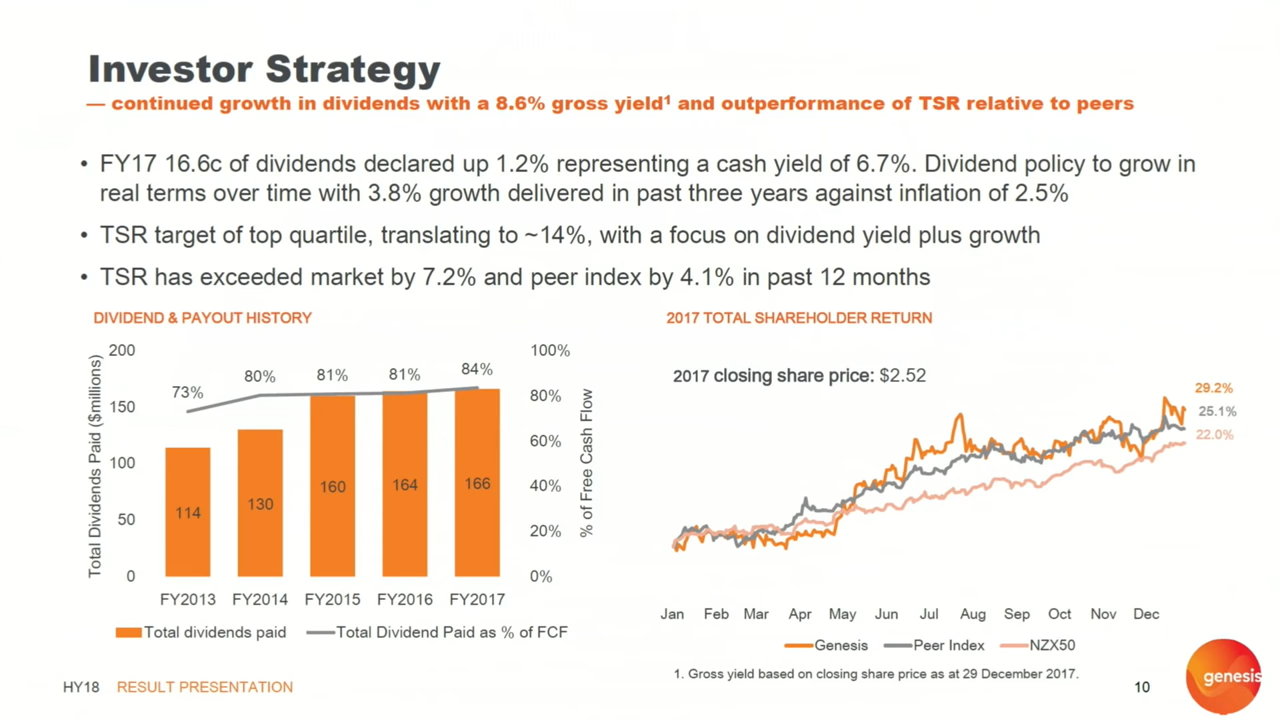 Investor Strategy
— continued growth in dividends with a 8.6% gross yield¹ and outperformance of TSR relative to peers
• FY17 16.6c of dividends declared up 1.2% representing a cash yield of 6.7%. Dividend policy to grow in
real terms over time with 3.8% growth delivered in past three years against inflation of 2.5%
• TSR target of top quartile, translating to ~14%, with a focus on dividend yield plus growth
• TSR has exceeded market by 7.2% and peer index by 4.1% in past 12 months
DIVIDEND & PAYOUT HISTORY
Total Dividends Paid ($millions)
200
150
100
50
0
73%
80%
81%
81%
84%
114
130
160
164
166
100%
80%
60%
40%
20%
0%
% of Free Cash Flow
FY2013 FY2014 FY2015 FY2016 FY2017
Total dividends paid
Total Dividend Paid as % of FCF
2017 TOTAL SHAREHOLDER RETURN
2017 closing share price: $2.52
29.2%
25.1%
22.0%
Jan Feb Mar Apr May Jun Jul Aug Sep Oct Nov Dec
Genesis Peer Index NZX50
1. Gross yield based on closing share price as at 29 December 2017.
HY18 RESULT PRESENTATION
10
genesis